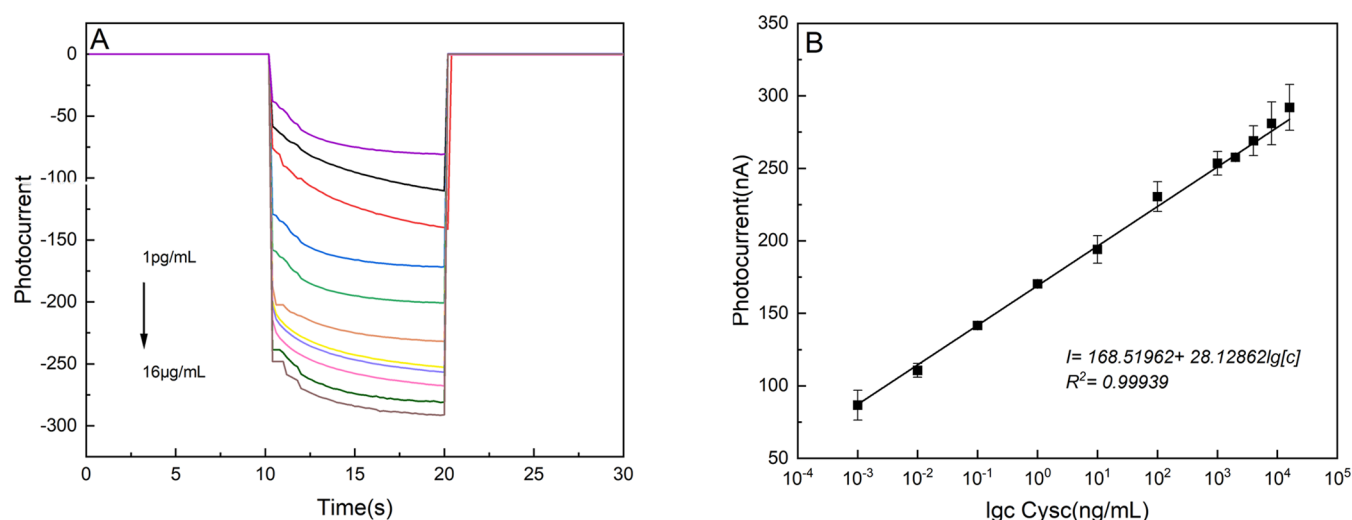 A
0
-50
-100
-150
-200
-250
-300
Photocurrent
1pg/mL
16μg/mL
0 5 10 15 20 25 30
Time(s)
B
350
300
250
200
150
100
50
Photocurrent(nA)
I= 168.51962+ 28.12862lg[c]
R²= 0.99939
10⁻⁴ 10⁻³ 10⁻² 10⁻¹ 10⁰ 10¹ 10² 10³ 10⁴ 10⁵
lgc Cysc(ng/mL)